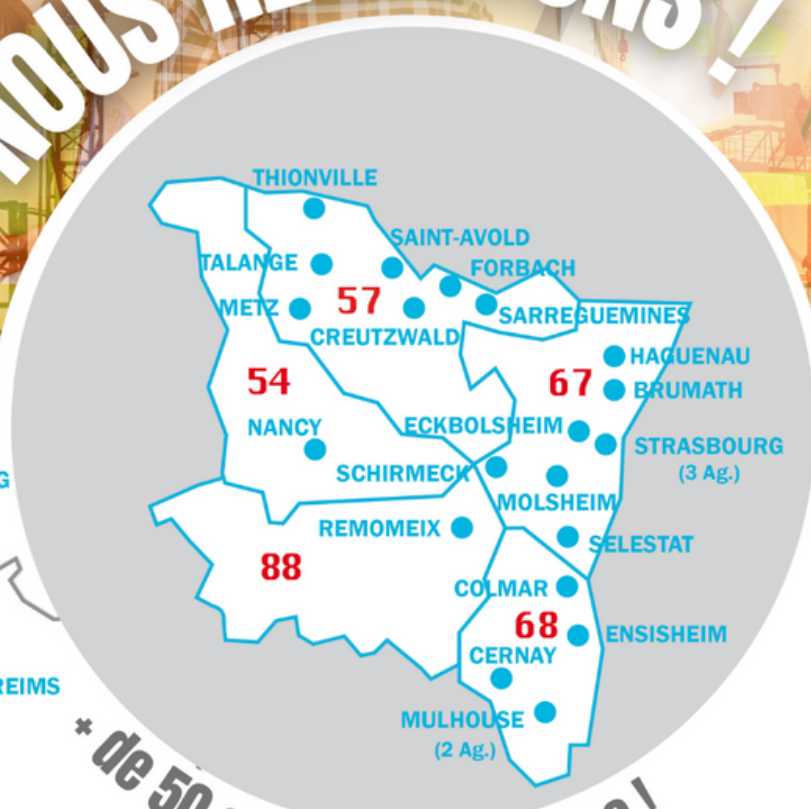 NOUS
!
THIONVILLE
SAINT-AVOLD
TALANGE
FORBACH
57
METZ
SARREGUEMINES
CREUTZWALD
HAGUENAU
54
67
BRUMATH
NANCY
ECKBOLSHEIM
STRASBOURG
(3 Ag.)
SCHIRMECK
MOLSHEIM
REMOMEIX
SELESTAT
88
COLMAR
68
ENSISHEIM
CERNAY
REIMS
MULHOUSE
(2 Ag.)
+ de 50
!